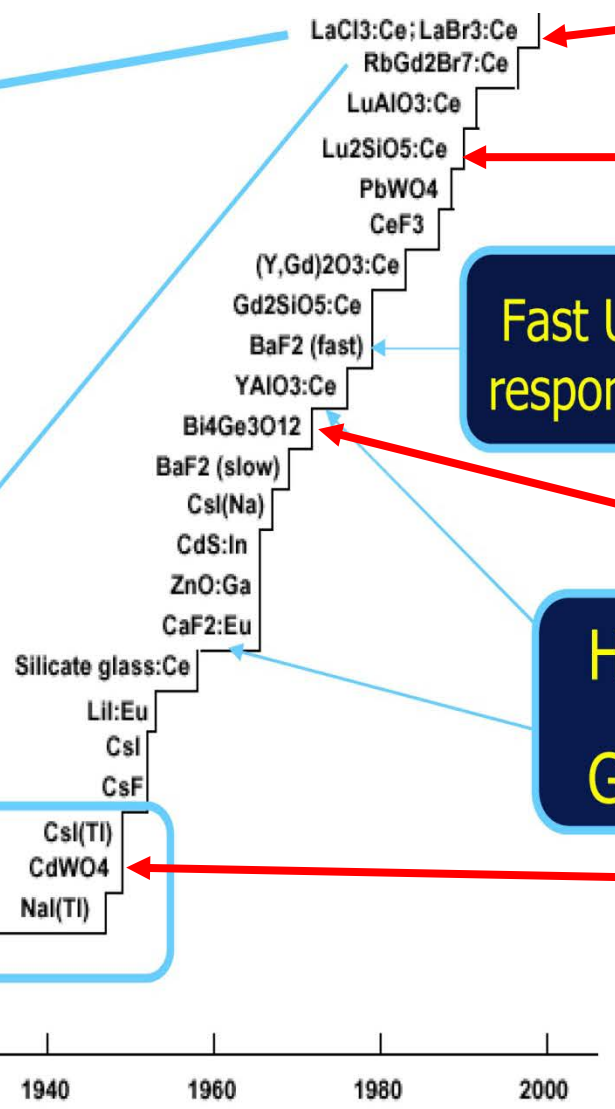 LaCl3:Ce; LaBr3:Ce
RbGd2Br7:Ce
LuAlO3:Ce
Lu2SiO5:Ce
PbWO4
CeF3
(Y,Gd)2O3:Ce
Gd2SiO5:Ce
BaF2 (fast)
Fast
YAlO3:Ce
respon
Bi4Ge3O12
BaF2 (slow)
CsI(Na)
CdS:In
ZnO:Ga
CaF2:Eu
H
Silicate glass:Ce
LiI:Eu
CsI
G
CsF
CsI(Tl)
CdWO4
NaI(Tl)
1940 1960 1980 2000